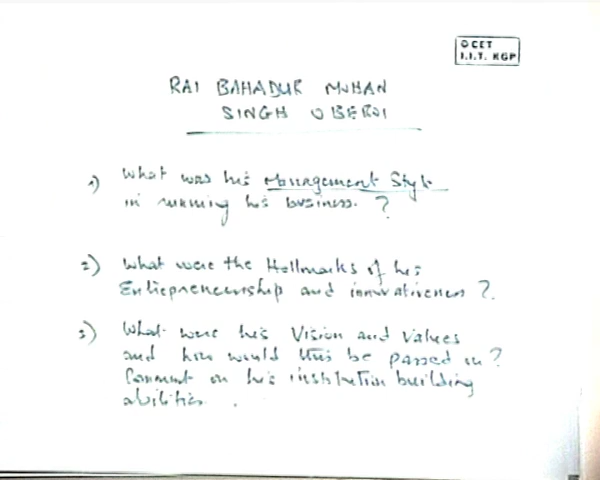 © CET
I.I.T. KGP
RAI BAHADUR MOHAN
SINGH OBEROI
1) What was his Management Style
in running his business. ?
2) What were the Hallmarks of his
Entrepreneurship and innovativeness ?
3) What were his Vision and Values
and how would this be passed on ?
Comment on his institution building
abilities.